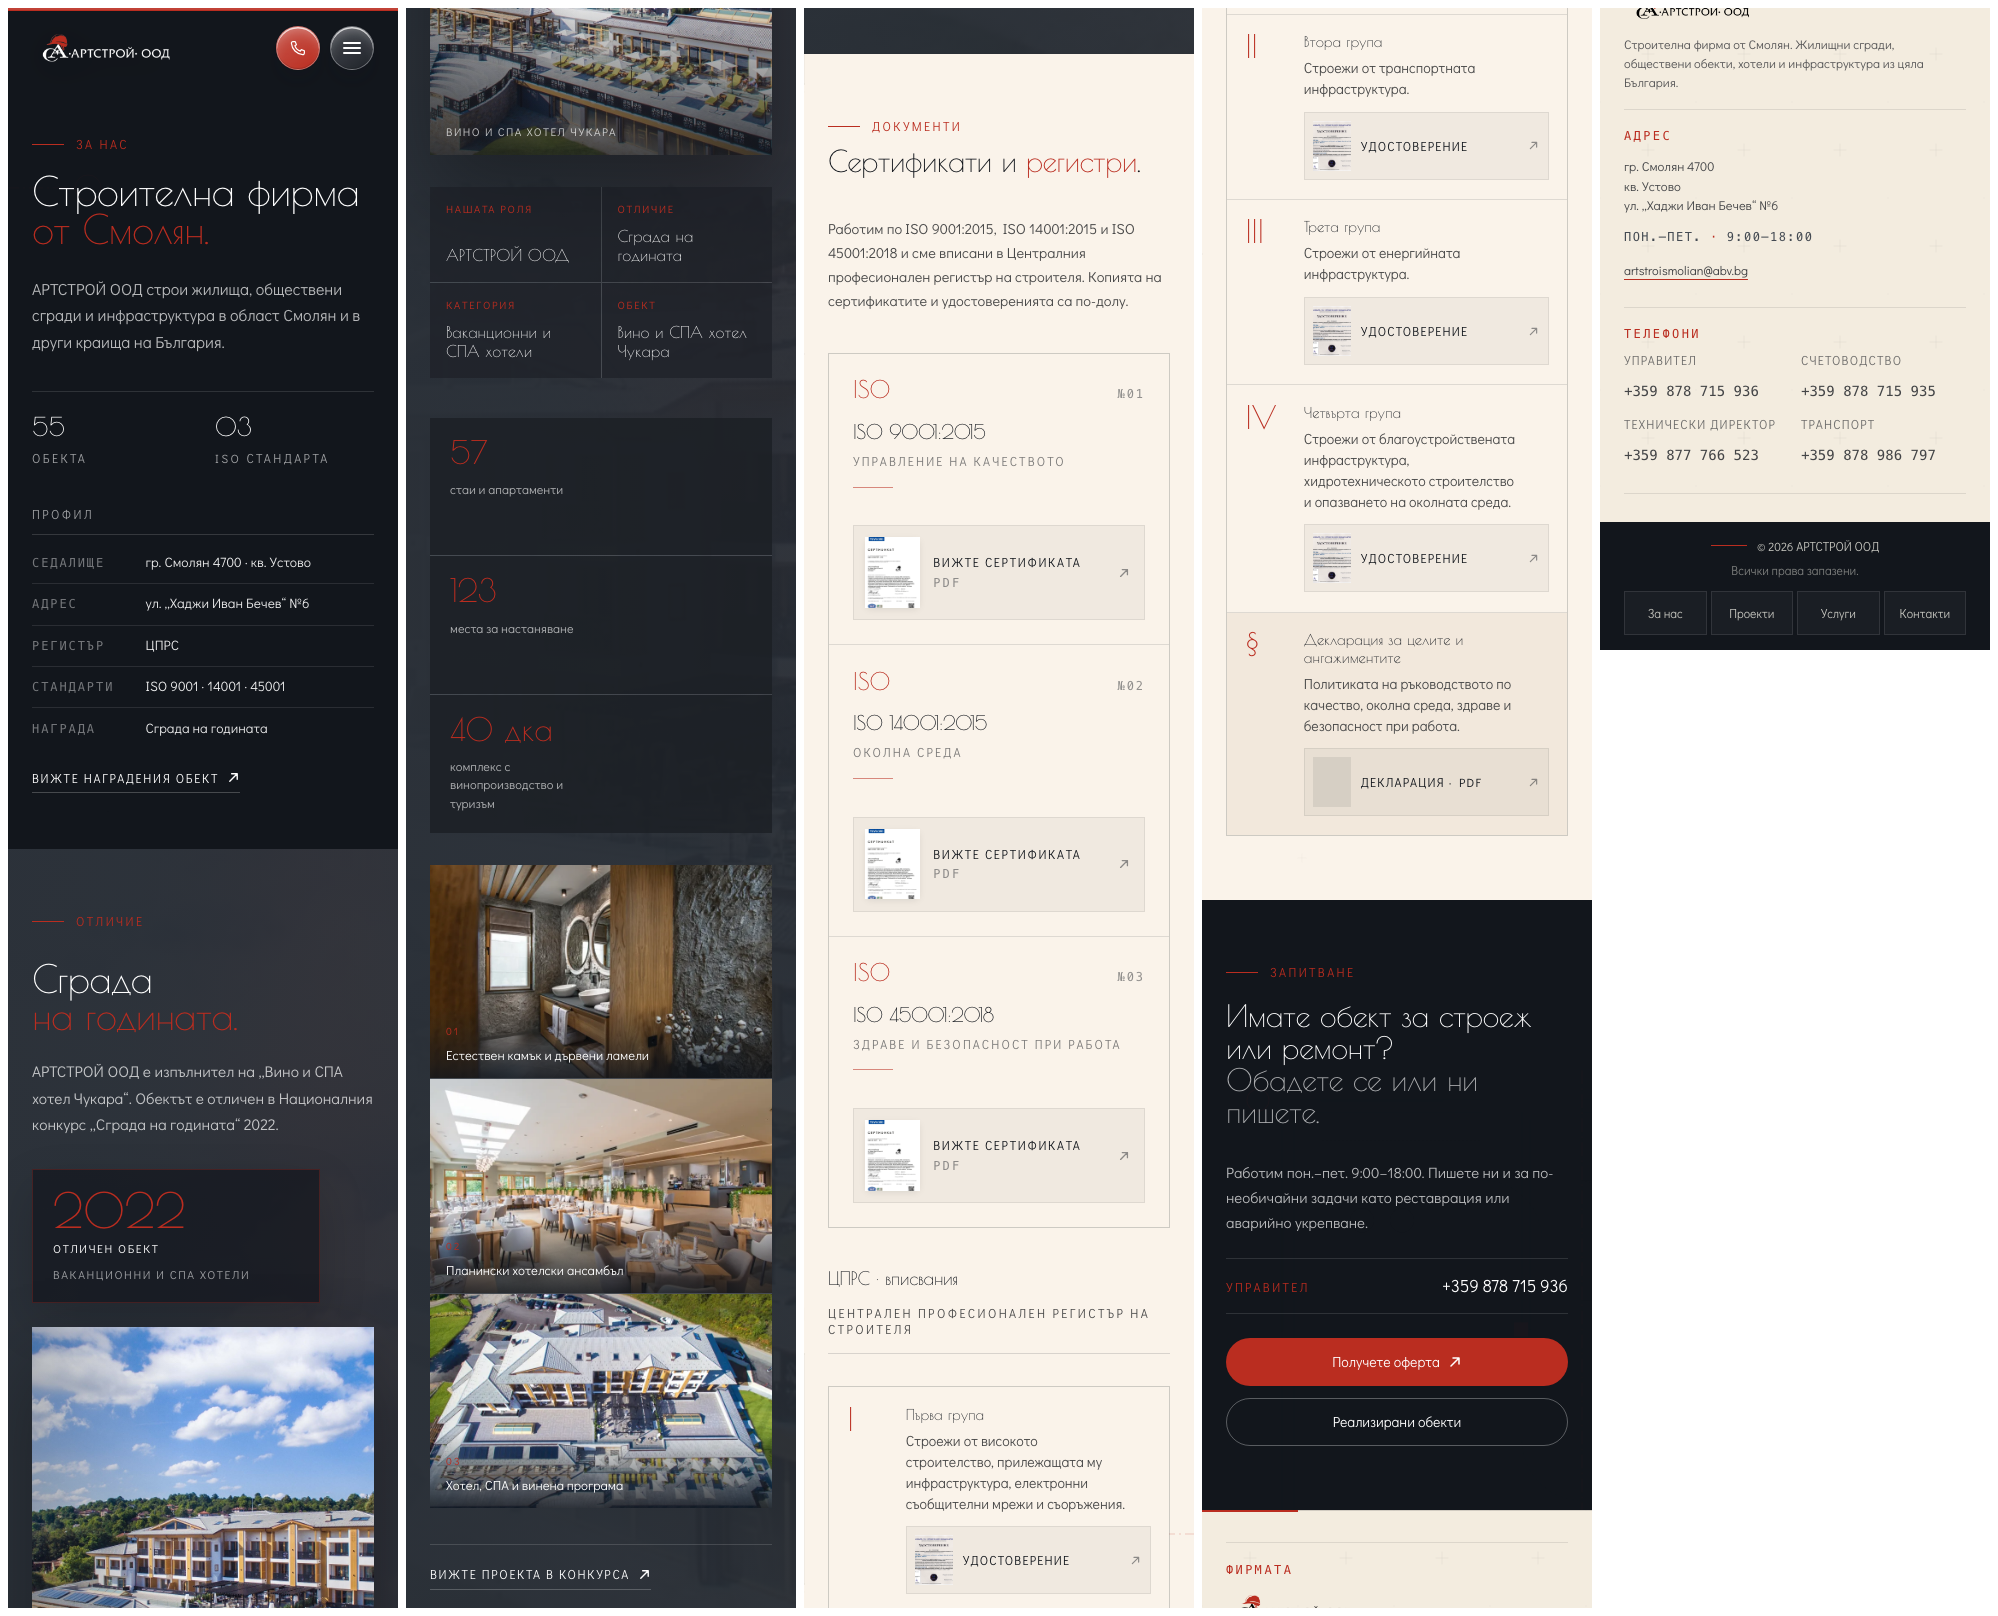 АРТСТРОЙ· ООД
ЗА НАС
Строителна фирма
от Смолян.
АРТСТРОЙ ООД строи жилища, обществени
сгради и инфраструктура в област Смолян и в
други краища на България.
55
ОБЕКТА
03
ISO СТАНДАРТА
ПРОФИЛ
СЕДАЛИЩЕ
гр. Смолян 4700 · кв. Устово
АДРЕС
ул. „Хаджи Иван Бечев“ №6
РЕГИСТЪР
ЦПРС
СТАНДАРТИ
ISO 9001 · 14001 · 45001
НАГРАДА
Сграда на годината
ВИЖТЕ НАГРАДЕНИЯ ОБЕКТ
ОТЛИЧИЕ
Сграда
на годината.
АРТСТРОЙ ООД е изпълнител на „Вино и СПА
хотел Чукара“. Обектът е отличен в Националния
конкурс „Сграда на годината“ 2022.
2022
ОТЛИЧЕН ОБЕКТ
ВАКАНЦИОННИ И СПА ХОТЕЛИ
ВИНО И СПА ХОТЕЛ ЧУКАРА
НАШАТА РОЛЯ
АРТСТРОЙ ООД
ОТЛИЧИЕ
Сграда на
годината
КАТЕГОРИЯ
Ваканционни и
СПА хотели
ОБЕКТ
Вино и СПА хотел
Чукара
57
стаи и апартаменти
123
места за настаняване
40 дка
комплекс с
винопроизводство и
туризъм
01
Естествен камък и дървени ламели
Планински хотелски ансамбъл
03
Хотел, СПА и винена програма
ВИЖТЕ ПРОЕКТА В КОНКУРСА
ДОКУМЕНТИ
Сертификати и регистри.
Работим по ISO 9001:2015, ISO 14001:2015 и ISO
45001:2018 и сме вписани в Централния
професионален регистър на строителя. Копията на
сертификатите и удостоверенията са по-долу.
ISO
№01
ISO 9001:2015
УПРАВЛЕНИЕ НА КАЧЕСТВОТО
ВИЖТЕ СЕРТИФИКАТА
PDF
ISO
№02
ISO 14001:2015
ОКОЛНА СРЕДА
ВИЖТЕ СЕРТИФИКАТА
PDF
ISO
№03
ISO 45001:2018
ЗДРАВЕ И БЕЗОПАСНОСТ ПРИ РАБОТА
ВИЖТЕ СЕРТИФИКАТА
PDF
ЦПРС · вписвания
ЦЕНТРАЛЕН ПРОФЕСИОНАЛЕН РЕГИСТЪР НА
СТРОИТЕЛЯ
I
Първа група
Строежи от високото
строителство, прилежащата му
инфраструктура, електронни
съобщителни мрежи и съоръжения.
УДОСТОВЕРЕНИЕ
II
Втора група
Строежи от транспортната
инфраструктура.
УДОСТОВЕРЕНИЕ
III
Трета група
Строежи от енергийната
инфраструктура.
УДОСТОВЕРЕНИЕ
IV
Четвърта група
Строежи от благоустройствената
инфраструктура,
хидротехническото строителство
и опазването на околната среда.
УДОСТОВЕРЕНИЕ
§
Декларация за целите и
ангажиментите
Политиката на ръководството по
качество, околна среда, здраве и
безопасност при работа.
ДЕКЛАРАЦИЯ · PDF
ЗАПИТВАНЕ
Имате обект за строеж
или ремонт?
Обадете се или ни
пишете.
Работим пон.–пет. 9:00–18:00. Пишете ни и за по-
необичайни задачи като реставрация или
аварийно укрепване.
УПРАВИТЕЛ
+359 878 715 936
Получете оферта
Реализирани обекти
ФИРМАТА
АРТСТРОЙ· ООД
Строителна фирма от Смолян. Жилищни сгради,
обществени обекти, хотели и инфраструктура из цяла
България.
АДРЕС
гр. Смолян 4700
кв. Устово
ул. „Хаджи Иван Бечев“ №6
ПОН.–ПЕТ. · 9:00–18:00
artstroismolian@abv.bg
ТЕЛЕФОНИ
УПРАВИТЕЛ
+359 878 715 936
СЧЕТОВОДСТВО
+359 878 715 935
ТЕХНИЧЕСКИ ДИРЕКТОР
+359 877 766 523
ТРАНСПОРТ
+359 878 986 797
© 2026 АРТСТРОЙ ООД
Всички права запазени.
За нас
Проекти
Услуги
Контакти